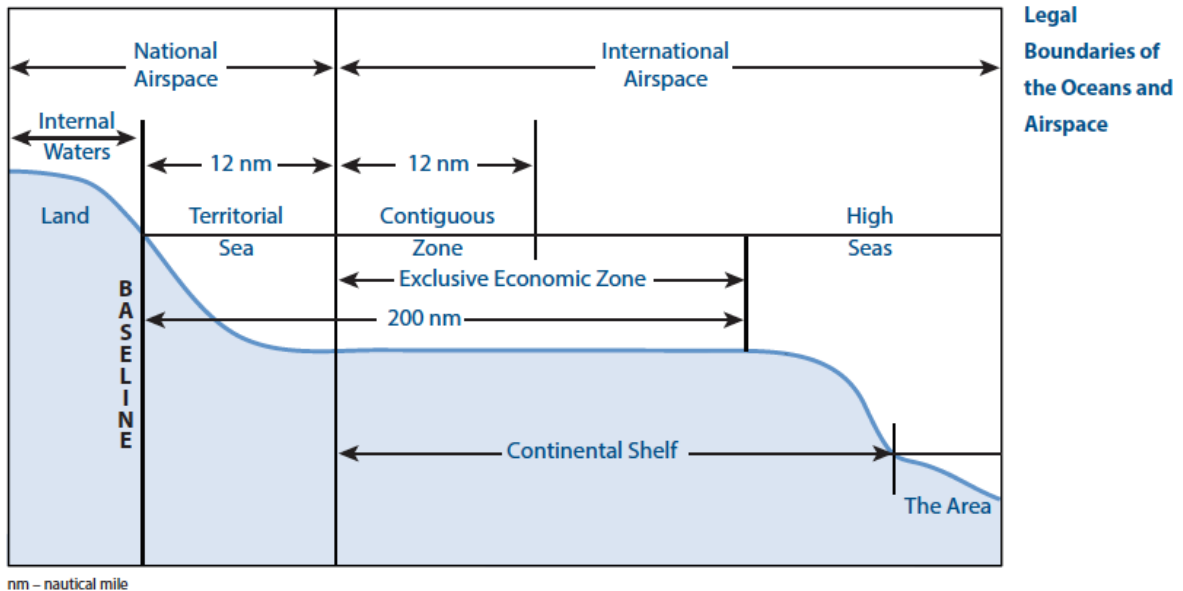 Legal
Boundaries of
the Oceans and
Airspace
National
Airspace
International
Airspace
Internal
Waters
12 nm
12 nm
Land
Territorial
Sea
Contiguous
Zone
High
Seas
Exclusive Economic Zone
200 nm
BASELINE
Continental Shelf
The Area
nm – nautical mile